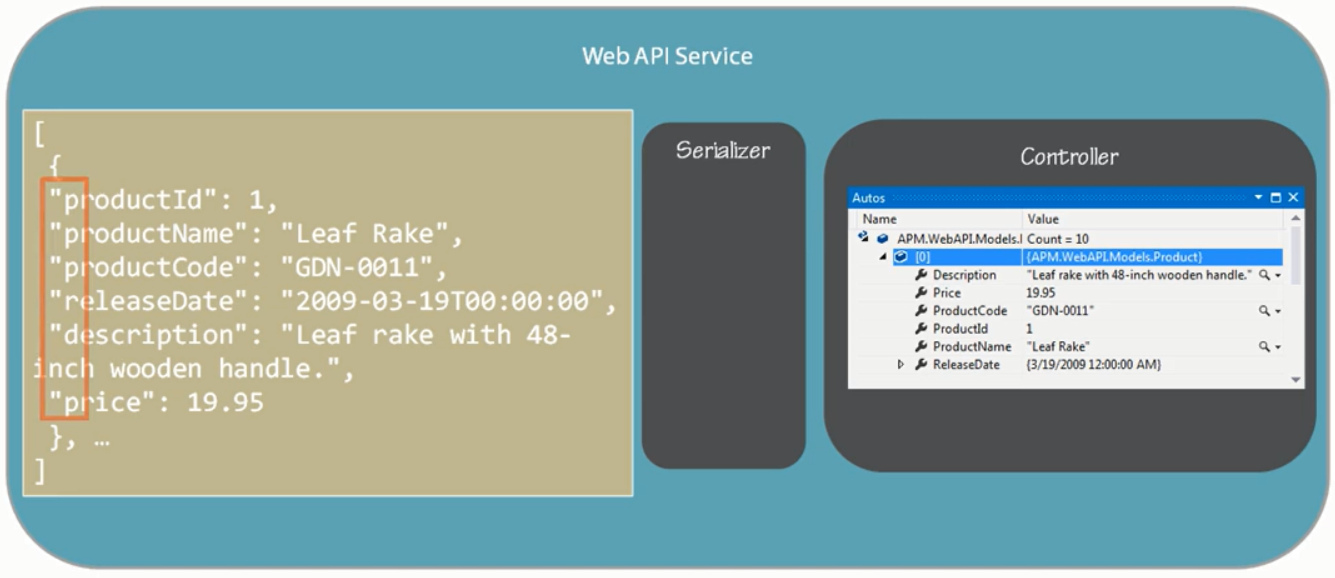 Web API Service
[
{
"productId": 1,
"productName": "Leaf Rake",
"productCode": "GDN-0011",
"releaseDate": "2009-03-19T00:00:00",
"description": "Leaf rake with 48-
inch wooden handle.",
"price": 19.95
}, …
]
Serializer
Controller
Autos
Name Value
APM.WebAPI.Models.I Count = 10
[0] {APM.WebAPI.Models.Product}
Description "Leaf rake with 48-inch wooden handle."
Price 19.95
ProductCode "GDN-0011"
ProductId 1
ProductName "Leaf Rake"
ReleaseDate {3/19/2009 12:00:00 AM}